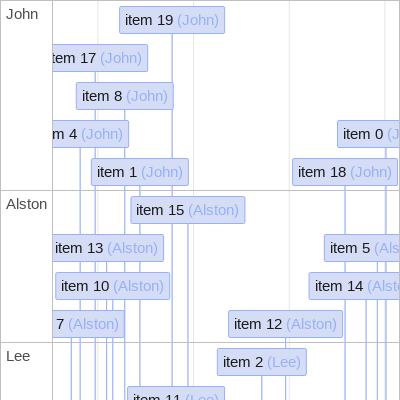 John
item 19 (John)
item 17 (John)
item 8 (John)
m 4 (John)
item 0 (J
item 1 (John)
item 18 (John)
Alston
item 15 (Alston)
item 13 (Alston)
item 5 (Als
item 10 (Alston)
item 14 (Alst
7 (Alston)
item 12 (Alston)
Lee
item 2 (Lee)
item 11 (Lee)